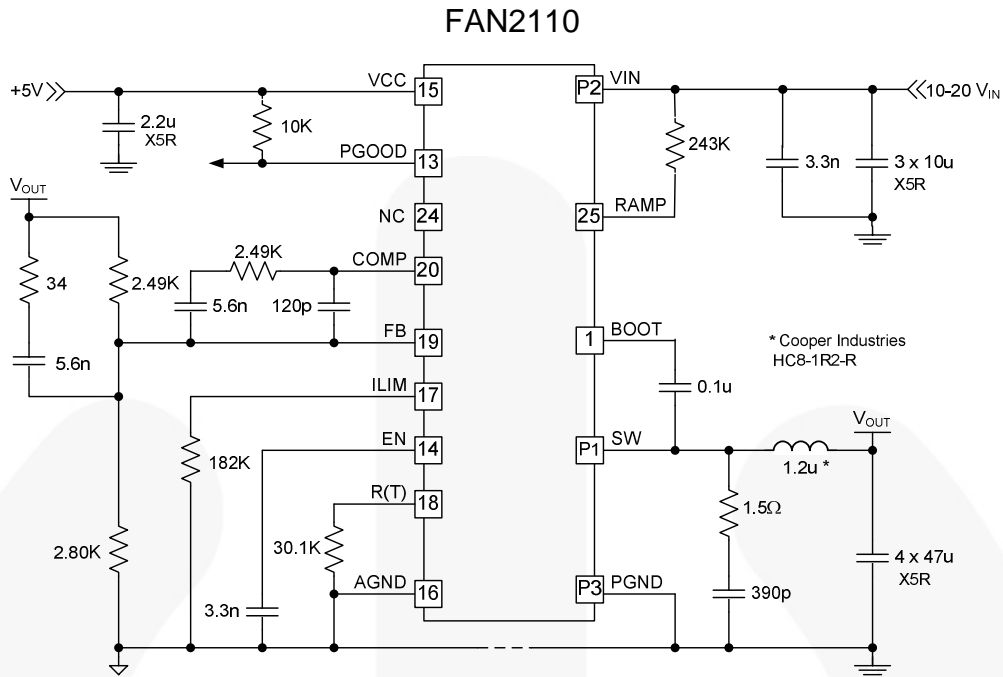 FAN2110
+5V
VCC
15
P2
VIN
10-20 VIN
2.2u
X5R
10K
PGOOD
13
243K
3.3n
3 x 10u
X5R
VOUT
NC
24
25
RAMP
34
2.49K
2.49K
COMP
20
5.6n
120p
5.6n
FB
19
1
BOOT
* Cooper Industries
HC8-1R2-R
ILIM
17
0.1u
182K
EN
14
P1
SW
VOUT
1.2u *
R(T)
18
1.5Ω
2.80K
30.1K
AGND
16
P3
PGND
4 x 47u
X5R
3.3n
390p